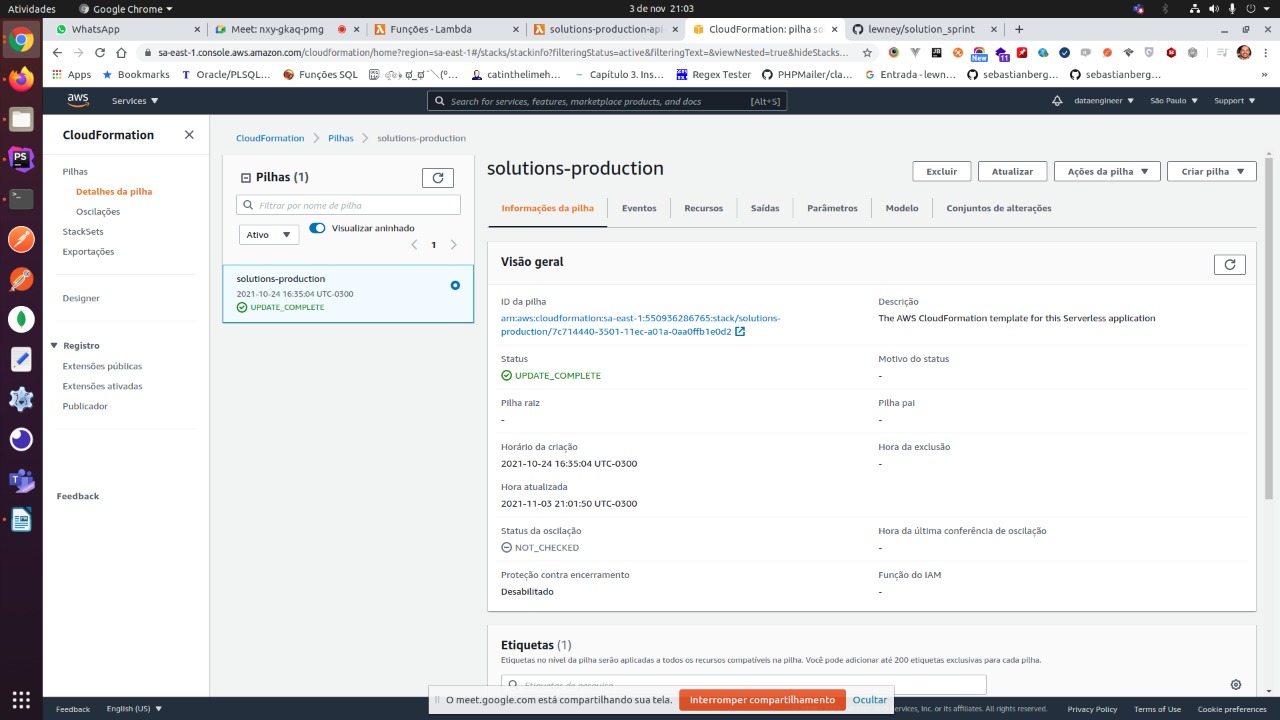 Atividades Google Chrome 3 de nov 21:03
WhatsApp Meet: nxy-gkaq-pmg Funções - Lambda solutions-production-api CloudFormation: pilha so lewney/solution_sprint
sa-east-1.console.aws.amazon.com/cloudformation/home?region=sa-east-1#/stacks/stackinfo?filteringStatus=active&filteringText=&viewNested=true&hideStacks...
New 11
Apps Bookmarks Oracle/PLSQL... Funções SQL catinthelimeh... Capítulo 3. Ins... Regex Tester PHPMailer/cla... Entrada - lewn... sebastianberg... sebastianberg... »
aws Services Search for services, features, marketplace products, and docs [Alt+S] dataengineer São Paulo Support
CloudFormation
Pilhas
Detalhes da pilha
Oscilações
StackSets
Exportações
Designer
Registro
Extensões públicas
Extensões ativadas
Publicador
Feedback
CloudFormation Pilhas solutions-production
Pilhas (1)
Filtrar por nome de pilha
Ativo Visualizar aninhado
1
solutions-production
2021-10-24 16:35:04 UTC-0300
UPDATE_COMPLETE
solutions-production
Excluir Atualizar Ações da pilha Criar pilha
Informações da pilha Eventos Recursos Saídas Parâmetros Modelo Conjuntos de alterações
Visão geral
ID da pilha
arn:aws:cloudformation:sa-east-1:550936286765:stack/solutions-
production/7c714440-3501-11ec-a01a-0aa0ffb1e0d2
Descrição
The AWS CloudFormation template for this Serverless application
Status
UPDATE_COMPLETE
Motivo do status
-
Pilha raiz
-
Pilha pai
-
Horário da criação
2021-10-24 16:35:04 UTC-0300
Hora da exclusão
-
Hora atualizada
2021-11-03 21:01:50 UTC-0300
Status da oscilação
NOT_CHECKED
Hora da última conferência de oscilação
-
Proteção contra encerramento
Desabilitado
Função do IAM
-
Etiquetas (1)
Etiquetas no nível da pilha serão aplicadas a todos os recursos compatíveis na pilha. Você pode adicionar até 200 etiquetas exclusivas para cada pilha.
Etiquetas de pesquisa
O meet.google.com está compartilhando sua tela. Interromper compartilhamento Ocultar
Feedback English (US) ervices, Inc. or its affiliates. All rights reserved. Privacy Policy Terms of Use Cookie preferences